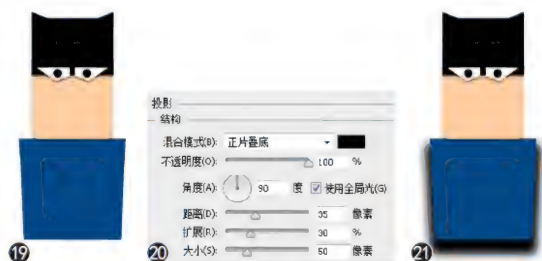 投影
结构
混合模式(B): 正片叠底
不透明度(O): 100 %
角度(A): 90 度 使用全局光(G)
距离(D): 35 像素
扩展(R): 30 %
大小(S): 50 像素
19 20 21